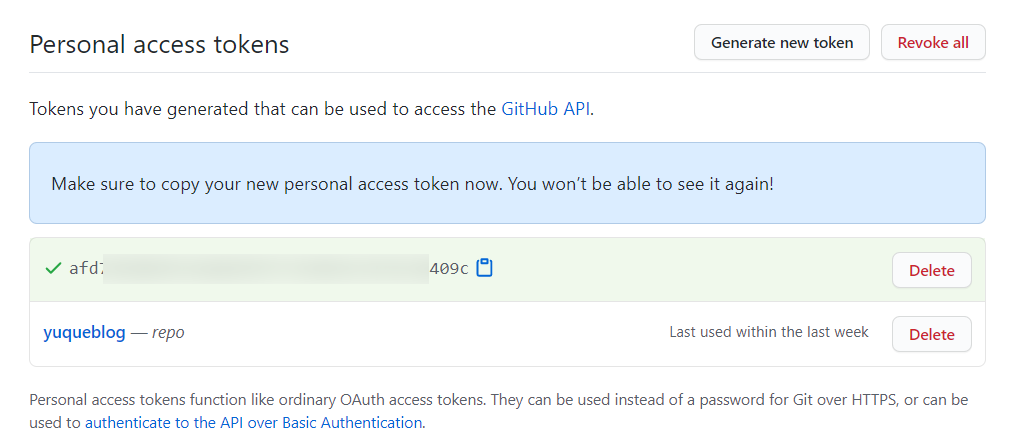 Personal access tokens
Generate new token
Revoke all
Tokens you have generated that can be used to access the GitHub API.
Make sure to copy your new personal access token now. You won’t be able to see it again!
afd7 409c
Delete
yuqueblog — repo
Last used within the last week
Delete
Personal access tokens function like ordinary OAuth access tokens. They can be used instead of a password for Git over HTTPS, or can be
used to authenticate to the API over Basic Authentication.